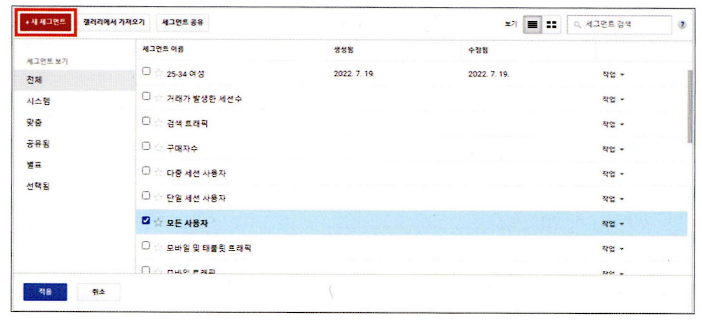 + 새 세그먼트 갤러리에서 가져오기 세그먼트 공유 보기 세그먼트 검색 ?
세그먼트 보기
전체
시스템
맞춤
공유됨
별표
선택됨
세그먼트 이름 생성됨 수정됨
25-34 여성 2022. 7. 19. 2022. 7. 19. 작업
거래가 발생한 세션수 작업
검색 트래픽 작업
구매자수 작업
다중 세션 사용자 작업
단일 세션 사용자 작업
모든 사용자 작업
모바일 및 태블릿 트래픽 작업
모바일 트래픽 작업
적용 취소